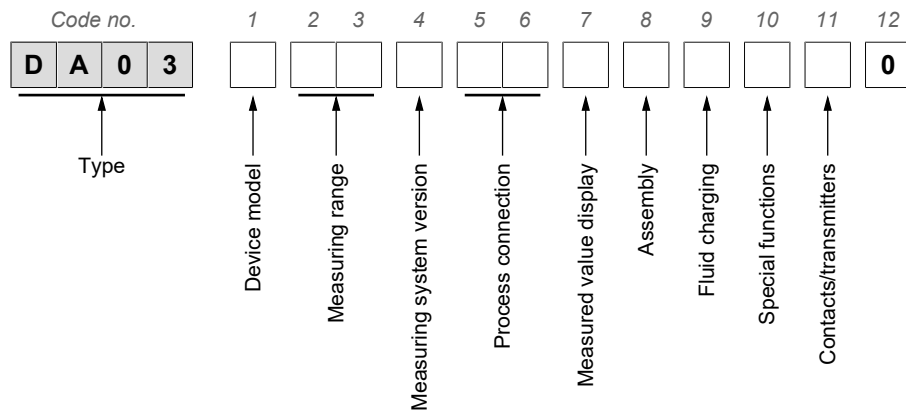 Code no. 1 2 3 4 5 6 7 8 9 10 11 12
D A 0 3 0
Type
Device model
Measuring range
Measuring system version
Process connection
Measured value display
Assembly
Fluid charging
Special functions
Contacts/transmitters